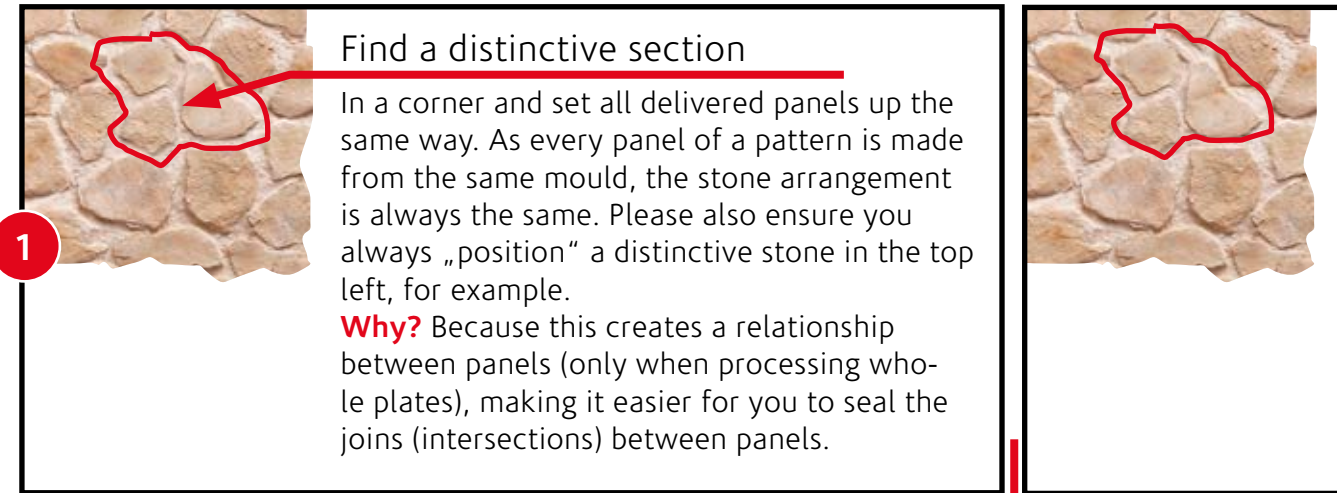 Find a distinctive section
In a corner and set all delivered panels up the
same way. As every panel of a pattern is made
from the same mould, the stone arrangement
is always the same. Please also ensure you
always „position“ a distinctive stone in the top
left, for example.
Why? Because this creates a relationship
between panels (only when processing who-
le plates), making it easier for you to seal the
joins (intersections) between panels.
1